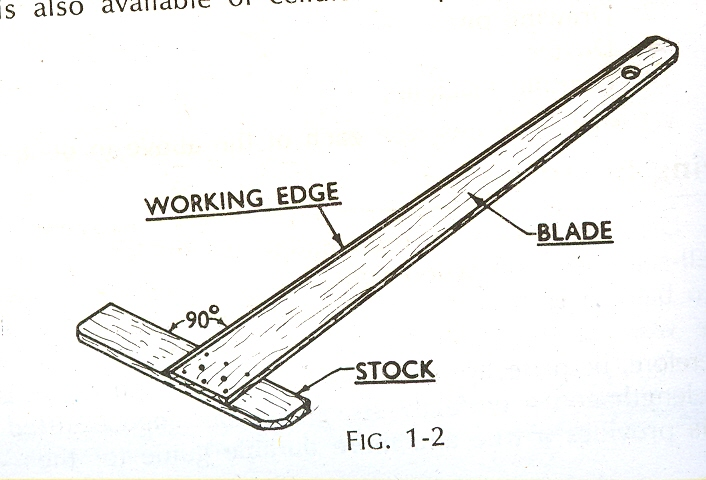 is also available of
WORKING EDGE
BLADE
90°
STOCK
FIG. 1-2